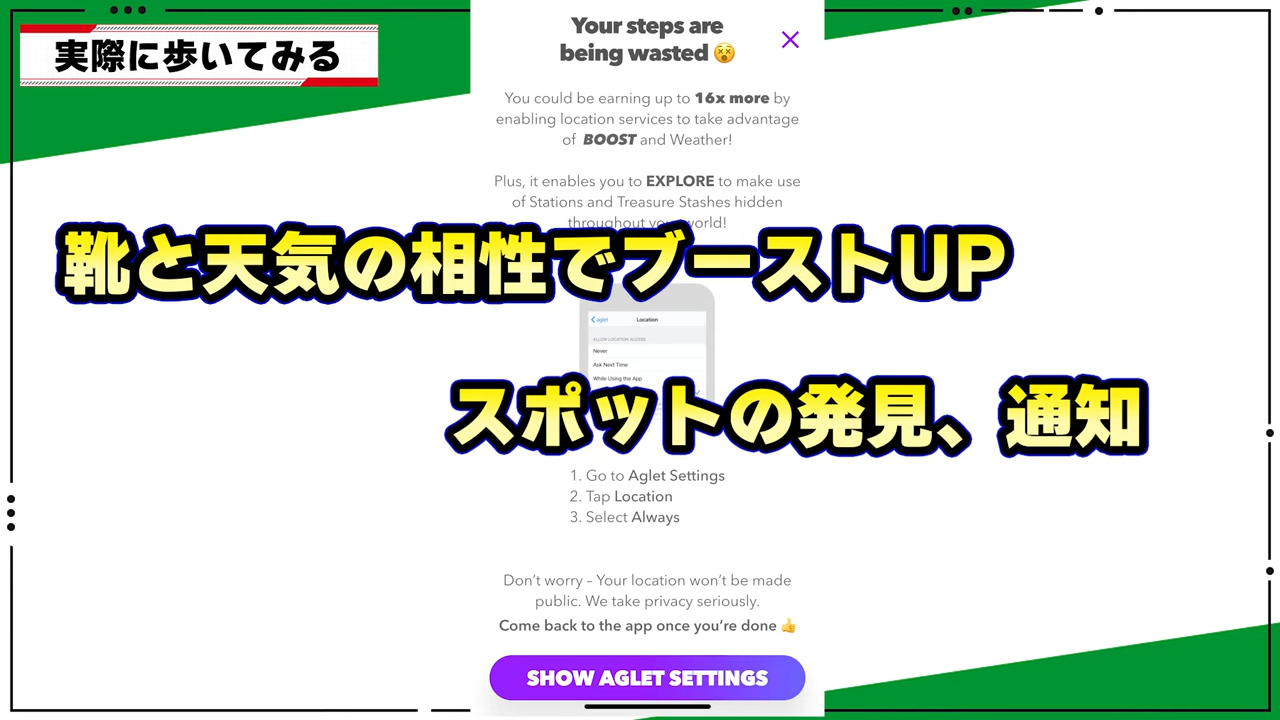 実際に歩いてみる
Your steps are
being wasted 😵
You could be earning up to 16x more by
enabling location services to take advantage
of BOOST and Weather!
Plus, it enables you to EXPLORE to make use
of Stations and Treasure Stashes hidden
throughout your world!
靴と天気の相性でブーストUP
aglet Location
ALLOW LOCATION ACCESS
Never
Ask Next Time
While Using the App
スポットの発見、通知
1. Go to Aglet Settings
2. Tap Location
3. Select Always
Don't worry – Your location won't be made
public. We take privacy seriously.
Come back to the app once you're done 👍
SHOW AGLET SETTINGS